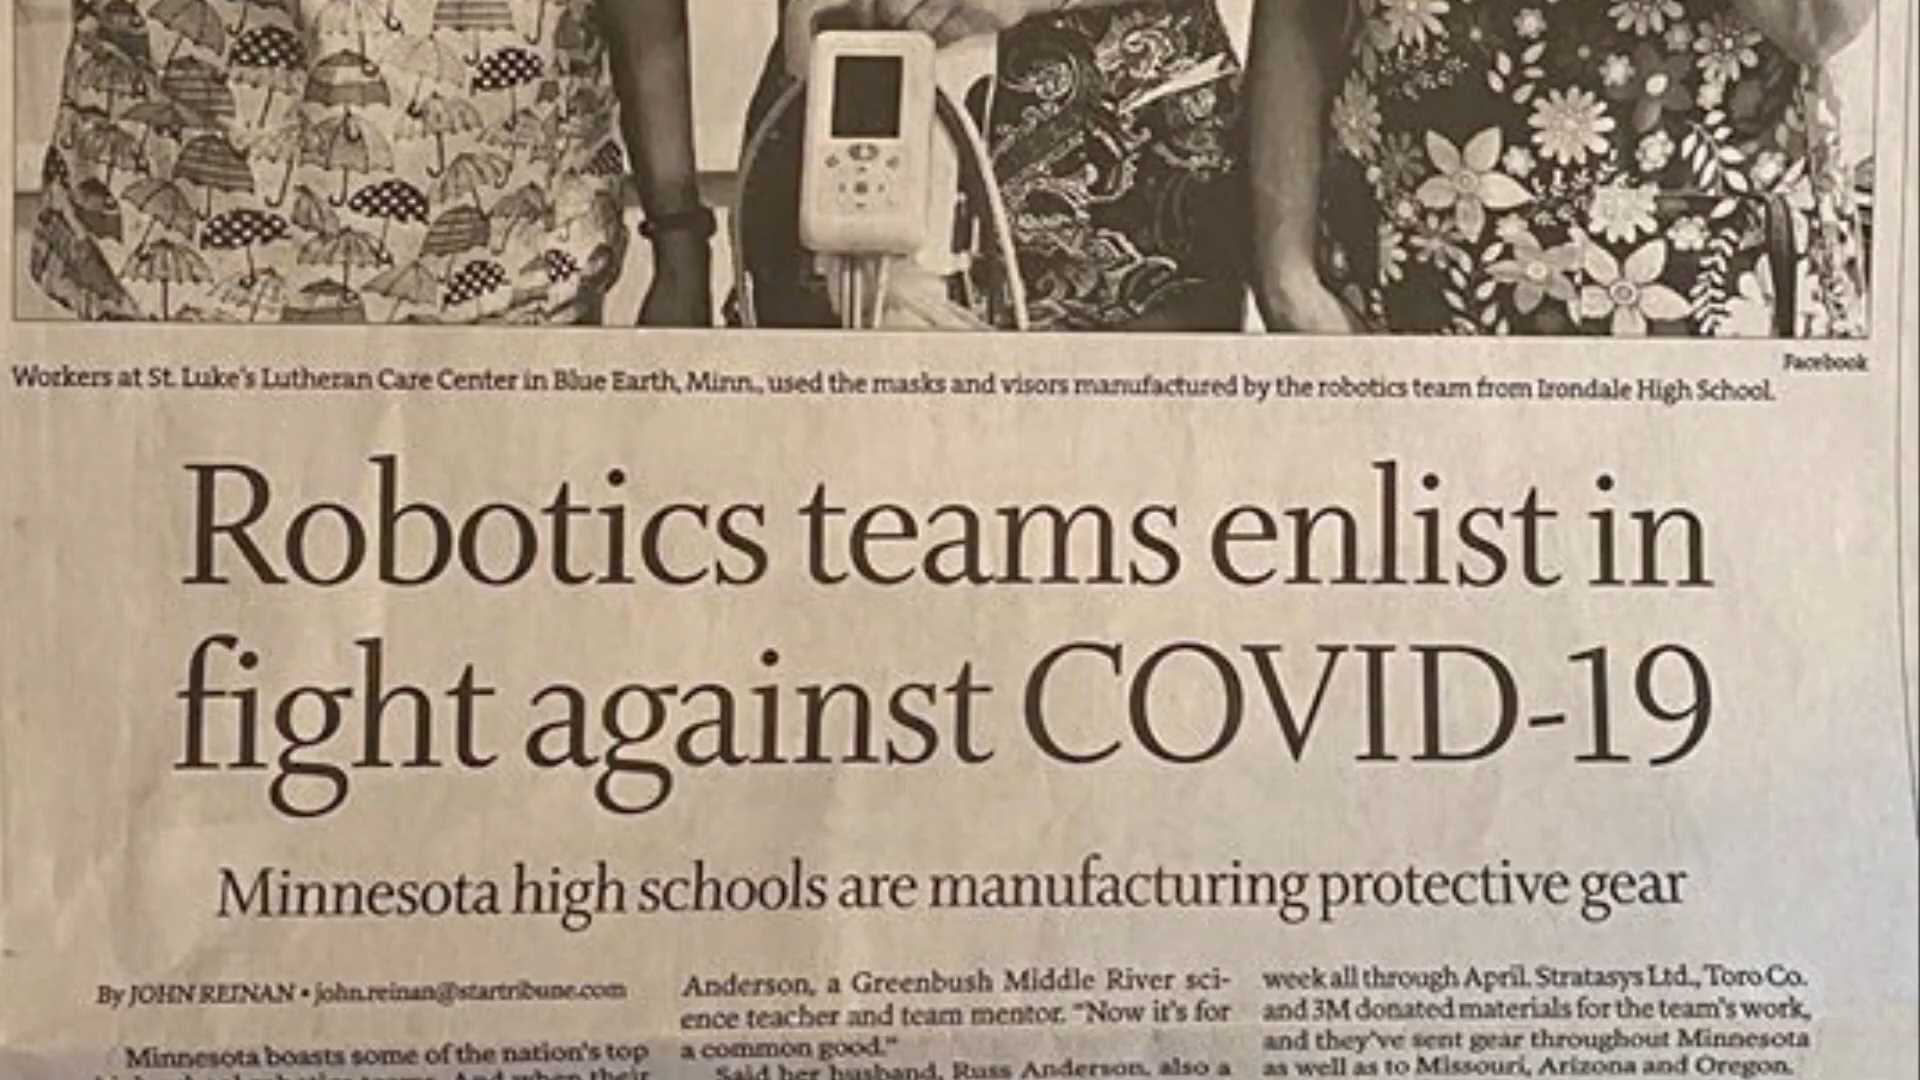 Facebook
Workers at St. Luke's Lutheran Care Center in Blue Earth, Minn., used the masks and visors manufactured by the robotics team from Irondale High School.
Robotics teams enlist in
fight against COVID-19
Minnesota high schools are manufacturing protective gear
By JOHN REINAN • john.reinan@startribune.com
Minnesota boasts some of the nation's top
Anderson, a Greenbush Middle River sci-
ence teacher and team mentor. "Now it's for
a common good."
Said her husband, Russ Anderson, also a
week all through April. Stratasys Ltd., Toro Co.
and 3M donated materials for the team's work,
and they've sent gear throughout Minnesota
as well as to Missouri, Arizona and Oregon.